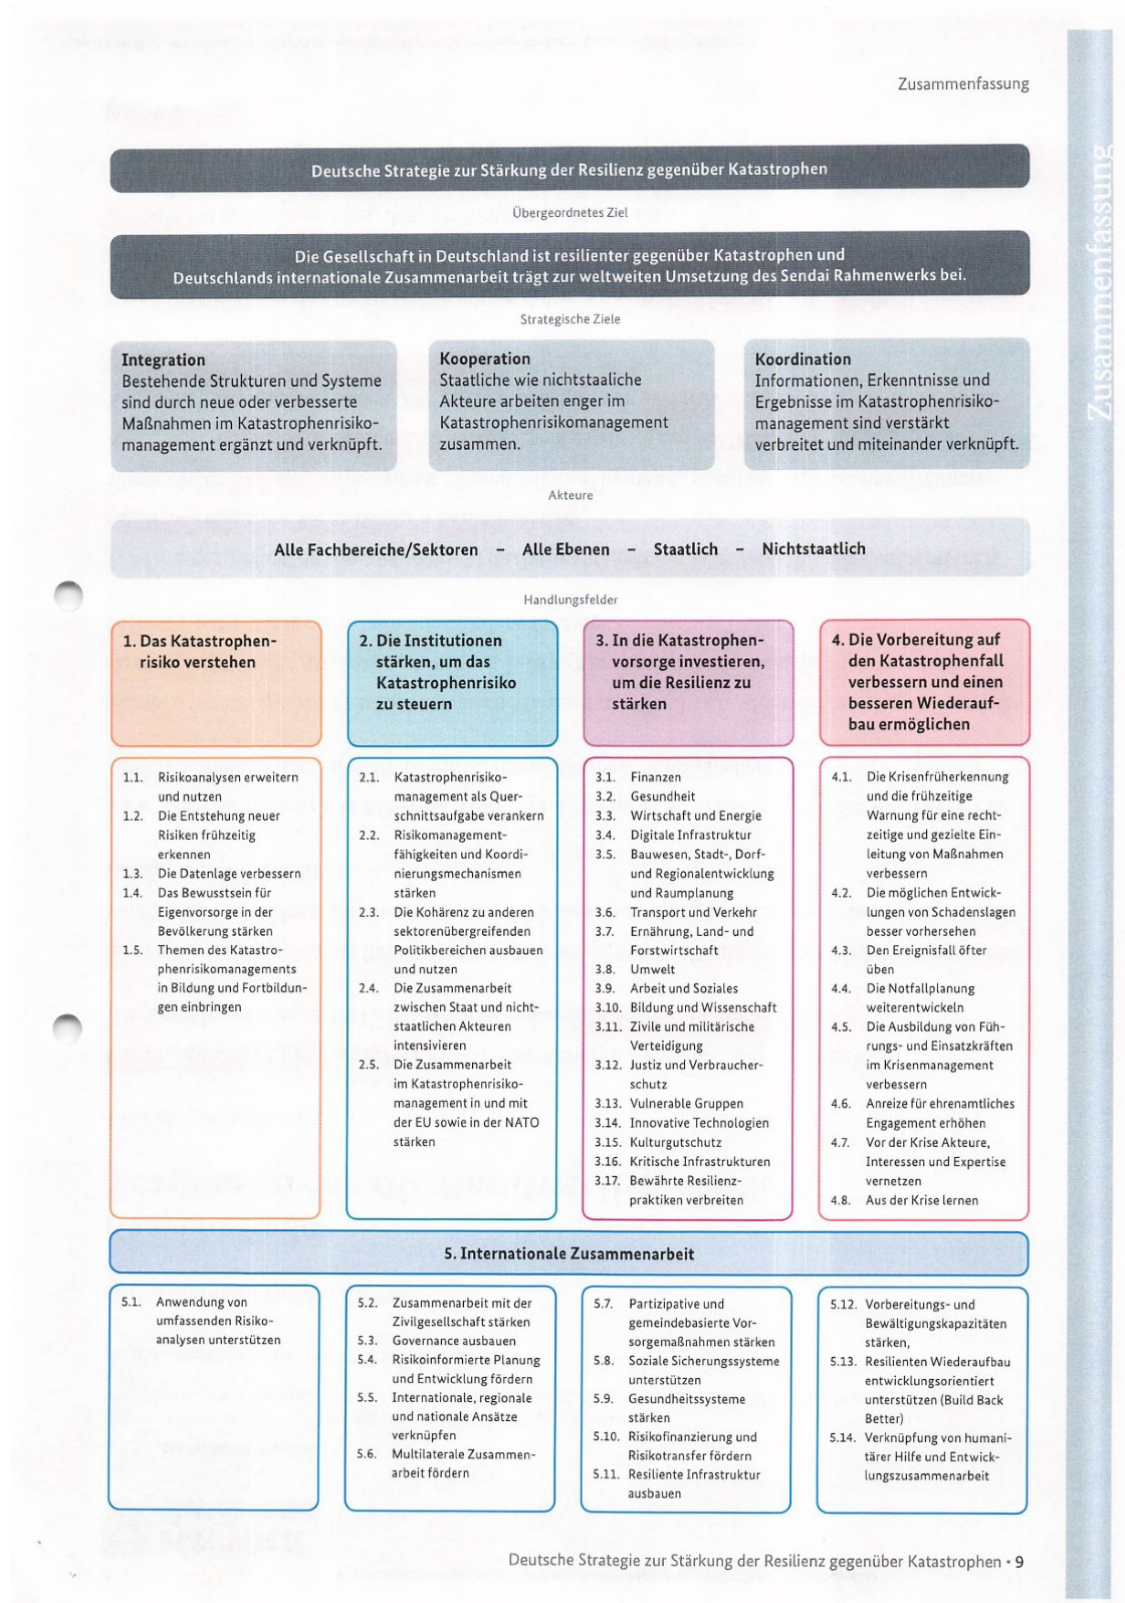 Zusammenfassung
Zusammenfassung
Deutsche Strategie zur Stärkung der Resilienz gegenüber Katastrophen
Übergeordnetes Ziel
Die Gesellschaft in Deutschland ist resilienter gegenüber Katastrophen und
Deutschlands internationale Zusammenarbeit trägt zur weltweiten Umsetzung des Sendai Rahmenwerks bei.
Strategische Ziele
Integration
Bestehende Strukturen und Systeme
sind durch neue oder verbesserte
Maßnahmen im Katastrophenrisiko-
management ergänzt und verknüpft.
Kooperation
Staatliche wie nichtstaaliche
Akteure arbeiten enger im
Katastrophenrisikomanagement
zusammen.
Koordination
Informationen, Erkenntnisse und
Ergebnisse im Katastrophenrisiko-
management sind verstärkt
verbreitet und miteinander verknüpft.
Akteure
Alle Fachbereiche/Sektoren – Alle Ebenen – Staatlich – Nichtstaatlich
Handlungsfelder
1. Das Katastrophen-
risiko verstehen
1.1. Risikoanalysen erweitern
und nutzen
1.2. Die Entstehung neuer
Risiken frühzeitig
erkennen
1.3. Die Datenlage verbessern
1.4. Das Bewusstsein für
Eigenvorsorge in der
Bevölkerung stärken
1.5. Themen des Katastro-
phenrisikomanagements
in Bildung und Fortbildun-
gen einbringen
2. Die Institutionen
stärken, um das
Katastrophenrisiko
zu steuern
2.1. Katastrophenrisiko-
management als Quer-
schnittsaufgabe verankern
2.2. Risikomanagement-
fähigkeiten und Koordi-
nierungsmechanismen
stärken
2.3. Die Kohärenz zu anderen
sektorenübergreifenden
Politikbereichen ausbauen
und nutzen
2.4. Die Zusammenarbeit
zwischen Staat und nicht-
staatlichen Akteuren
intensivieren
2.5. Die Zusammenarbeit
im Katastrophenrisiko-
management in und mit
der EU sowie in der NATO
stärken
3. In die Katastrophen-
vorsorge investieren,
um die Resilienz zu
stärken
3.1. Finanzen
3.2. Gesundheit
3.3. Wirtschaft und Energie
3.4. Digitale Infrastruktur
3.5. Bauwesen, Stadt-, Dorf-
und Regionalentwicklung
und Raumplanung
3.6. Transport und Verkehr
3.7. Ernährung, Land- und
Forstwirtschaft
3.8. Umwelt
3.9. Arbeit und Soziales
3.10. Bildung und Wissenschaft
3.11. Zivile und militärische
Verteidigung
3.12. Justiz und Verbraucher-
schutz
3.13. Vulnerable Gruppen
3.14. Innovative Technologien
3.15. Kulturgutschutz
3.16. Kritische Infrastrukturen
3.17. Bewährte Resilienz-
praktiken verbreiten
4. Die Vorbereitung auf
den Katastrophenfall
verbessern und einen
besseren Wiederauf-
bau ermöglichen
4.1. Die Krisenfrüherkennung
und die frühzeitige
Warnung für eine recht-
zeitige und gezielte Ein-
leitung von Maßnahmen
verbessern
4.2. Die möglichen Entwick-
lungen von Schadenslagen
besser vorhersehen
4.3. Den Ereignisfall öfter
üben
4.4. Die Notfallplanung
weiterentwickeln
4.5. Die Ausbildung von Füh-
rungs- und Einsatzkräften
im Krisenmanagement
verbessern
4.6. Anreize für ehrenamtliches
Engagement erhöhen
4.7. Vor der Krise Akteure,
Interessen und Expertise
vernetzen
4.8. Aus der Krise lernen
5. Internationale Zusammenarbeit
5.1. Anwendung von
umfassenden Risiko-
analysen unterstützen
5.2. Zusammenarbeit mit der
Zivilgesellschaft stärken
5.3. Governance ausbauen
5.4. Risikoinformierte Planung
und Entwicklung fördern
5.5. Internationale, regionale
und nationale Ansätze
verknüpfen
5.6. Multilaterale Zusammen-
arbeit fördern
5.7. Partizipative und
gemeindebasierte Vor-
sorgemaßnahmen stärken
5.8. Soziale Sicherungssysteme
unterstützen
5.9. Gesundheitssysteme
stärken
5.10. Risikofinanzierung und
Risikotransfer fördern
5.11. Resiliente Infrastruktur
ausbauen
5.12. Vorbereitungs- und
Bewältigungskapazitäten
stärken,
5.13. Resilienten Wiederaufbau
entwicklungsorientiert
unterstützen (Build Back
Better)
5.14. Verknüpfung von humani-
tärer Hilfe und Entwick-
lungszusammenarbeit
Deutsche Strategie zur Stärkung der Resilienz gegenüber Katastrophen • 9